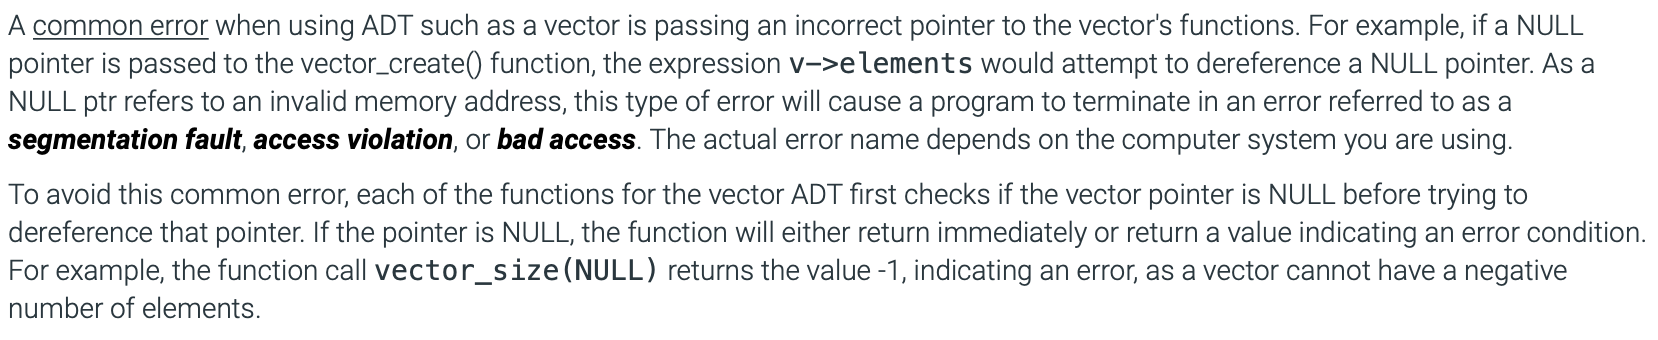 A common error when using ADT such as a vector is passing an incorrect pointer to the vector's functions. For example, if a NULL
pointer is passed to the vector_create() function, the expression v->elements would attempt to dereference a NULL pointer. As a
NULL ptr refers to an invalid memory address, this type of error will cause a program to terminate in an error referred to as a
segmentation fault, access violation, or bad access. The actual error name depends on the computer system you are using.
To avoid this common error, each of the functions for the vector ADT first checks if the vector pointer is NULL before trying to
dereference that pointer. If the pointer is NULL, the function will either return immediately or return a value indicating an error condition.
For example, the function call vector_size(NULL) returns the value -1, indicating an error, as a vector cannot have a negative
number of elements.